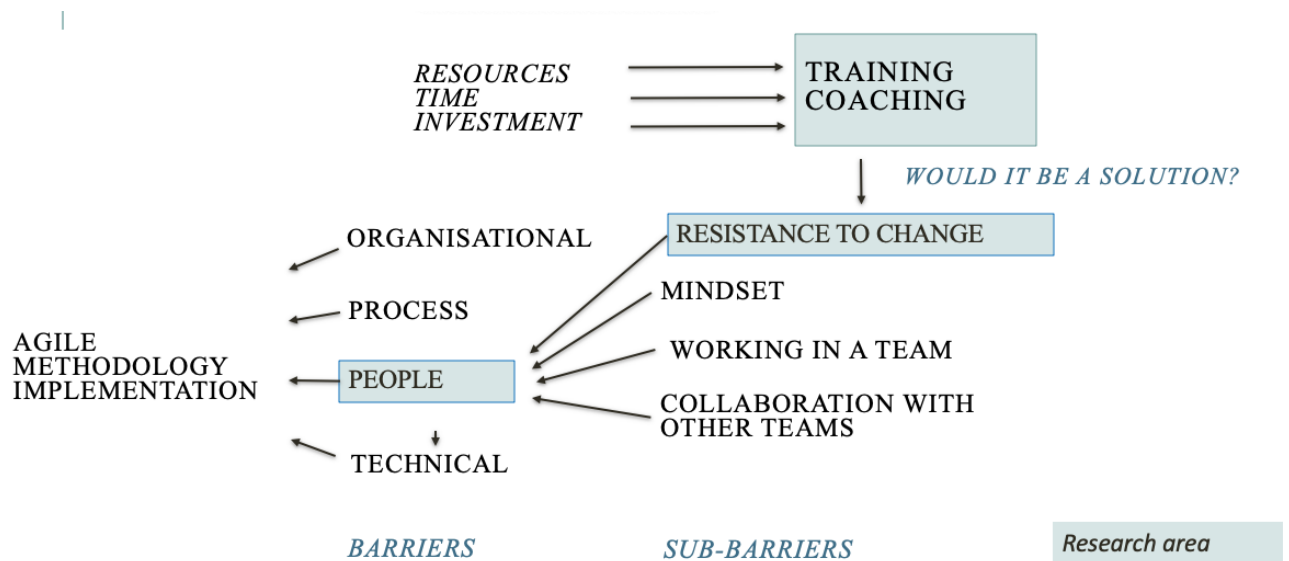 RESOURCES
TIME
INVESTMENT
TRAINING
COACHING
WOULD IT BE A SOLUTION?
ORGANISATIONAL
RESISTANCE TO CHANGE
MINDSET
PROCESS
AGILE
METHODOLOGY
IMPLEMENTATION
PEOPLE
WORKING IN A TEAM
COLLABORATION WITH
OTHER TEAMS
TECHNICAL
BARRIERS
SUB-BARRIERS
Research area